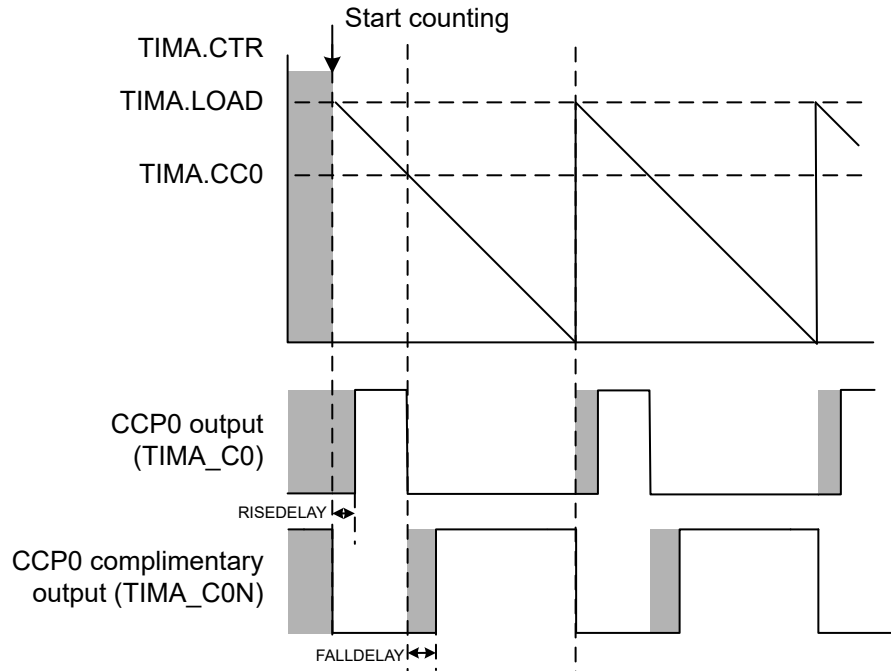 Start counting
TIMA.CTR
TIMA.LOAD
TIMA.CC0
CCP0 output
(TIMA_C0)
RISEDELAY
CCP0 complimentary
output (TIMA_C0N)
FALLDELAY